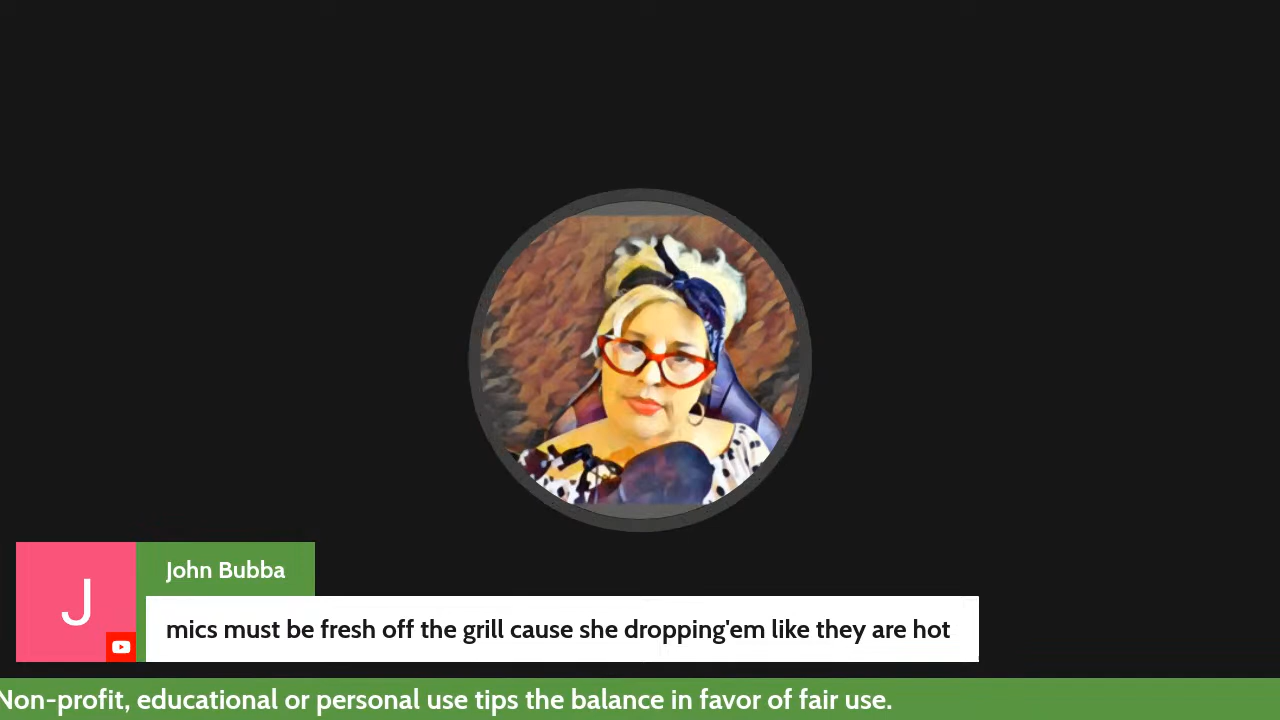 J
John Bubba
mics must be fresh off the grill cause she dropping'em like they are hot
Non-profit, educational or personal use tips the balance in favor of fair use.